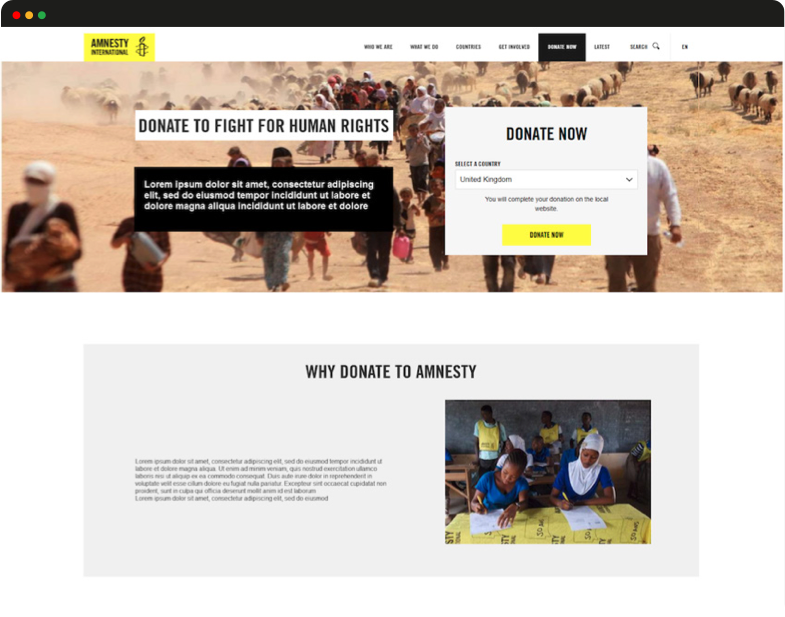 AMNESTY
INTERNATIONAL
WHO WE ARE
WHAT WE DO
COUNTRIES
GET INVOLVED
DONATE NOW
LATEST
SEARCH
EN
DONATE TO FIGHT FOR HUMAN RIGHTS
Lorem ipsum dolor sit amet, consectetur adipiscing
elit, sed do eiusmod tempor incididunt ut labore et
dolore magna aliqua incididunt ut labore et dolore
DONATE NOW
SELECT A COUNTRY
United Kingdom
You will complete your donation on the local
website.
DONATE NOW
WHY DONATE TO AMNESTY
Lorem ipsum dolor sit amet, consectetur adipiscing elit, sed do eiusmod tempor incididunt ut
labore et dolore magna aliqua. Ut enim ad minim veniam, quis nostrud exercitation ullamco
laboris nisi ut aliquip ex ea commodo consequat. Duis aute irure dolor in reprehenderit in
voluptate velit esse cillum dolore eu fugiat nulla pariatur. Excepteur sint occaecat cupidatat non
proident, sunt in culpa qui officia deserunt mollit anim id est laborum
Lorem ipsum dolor sit amet, consectetur adipiscing elit, sed do eiusmod